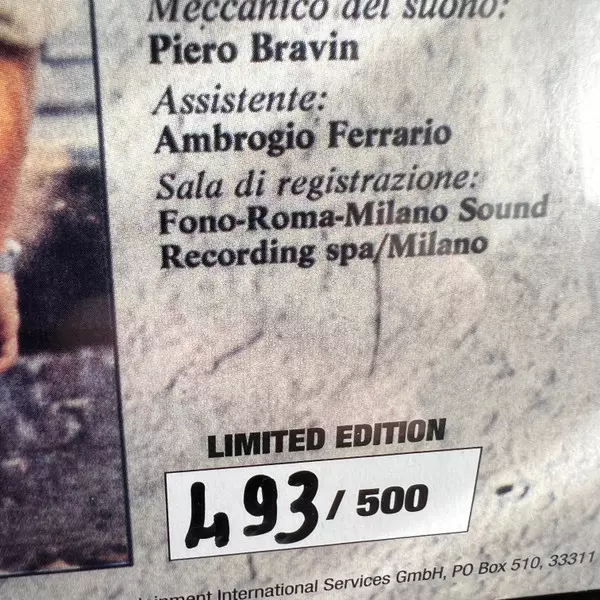 Meccanico del suono:
Piero Bravin
Assistente:
Ambrogio Ferrario
Sala di registrazione:
Fono-Roma-Milano Sound
Recording spa/Milano
LIMITED EDITION
493 / 500
International Services GmbH, PO Box 510, 33311